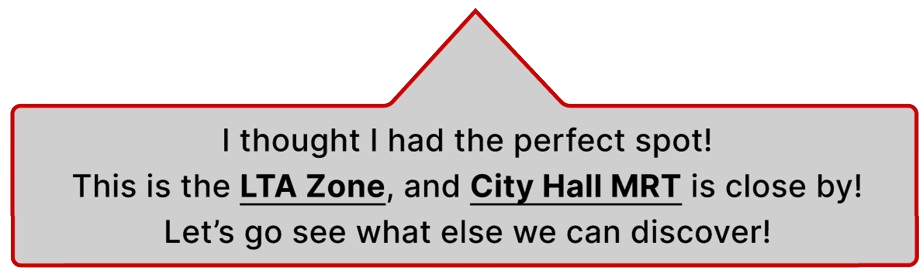 I thought I had the perfect spot!
This is the LTA Zone, and City Hall MRT is close by!
Let’s go see what else we can discover!